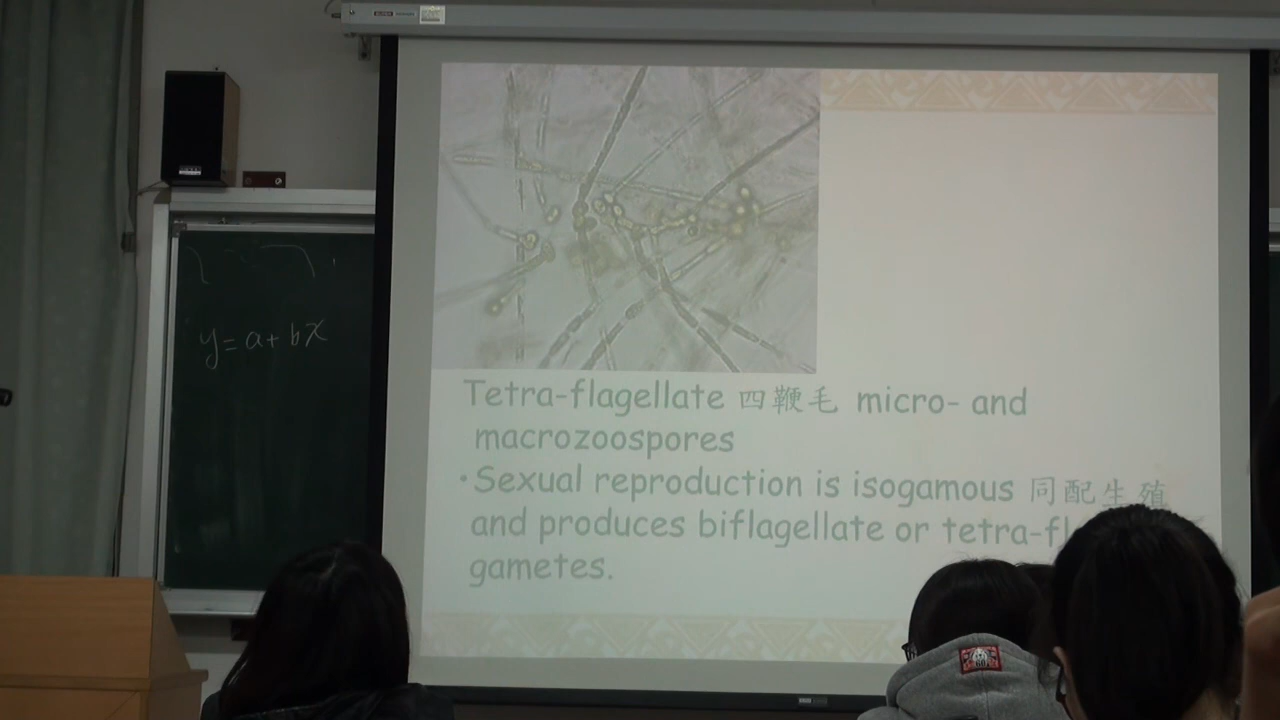 y=a+bx
Tetra-flagellate 四鞭毛 micro- and
macrozoospores
•Sexual reproduction is isogamous 同配生殖
and produces biflagellate or tetra-fl
gametes.